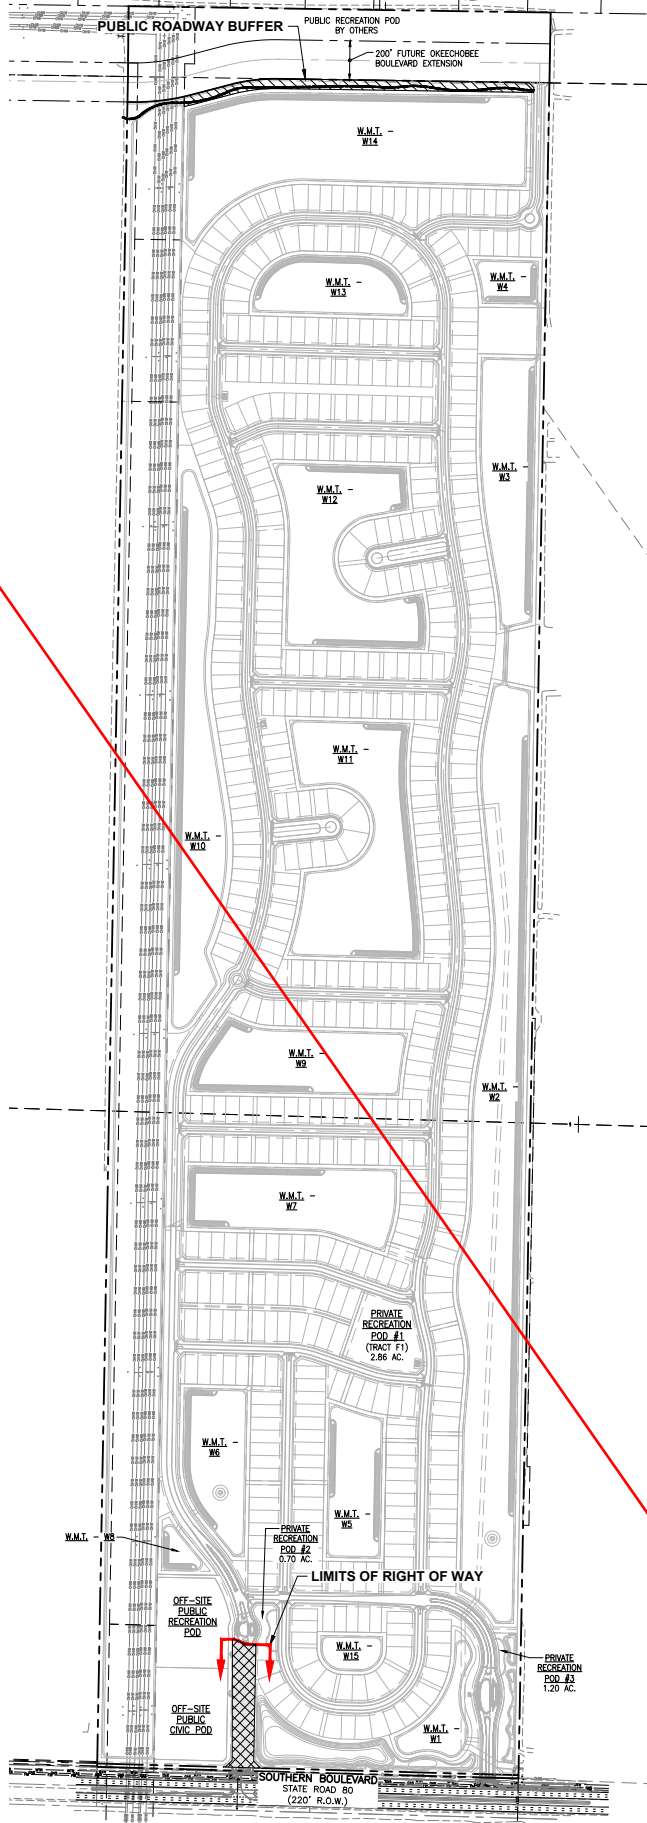 PUBLIC ROADWAY BUFFER
PUBLIC RECREATION POD
BY OTHERS
200' FUTURE OKEECHOBEE
BOULEVARD EXTENSION
W.M.T. -
W14
W.M.T. -
W4
W.M.T. -
W13
W.M.T. -
W3
W.M.T. -
W12
W.M.T. -
W11
W.M.T. -
W10
W.M.T. -
W9
W.M.T. -
W2
W.M.T. -
W7
PRIVATE
RECREATION
POD #1
(TRACT F1)
2.86 AC.
W.M.T. -
W6
W.M.T. -
W5
W.M.T. - W8
PRIVATE
RECREATION
POD #2
0.70 AC.
LIMITS OF RIGHT OF WAY
OFF-SITE
PUBLIC
RECREATION
POD
W.M.T. -
W15
PRIVATE
RECREATION
POD #3
1.20 AC.
OFF-SITE
PUBLIC
CIVIC POD
W.M.T. -
W1
SOUTHERN BOULEVARD
STATE ROAD 80
(220' R.O.W.)